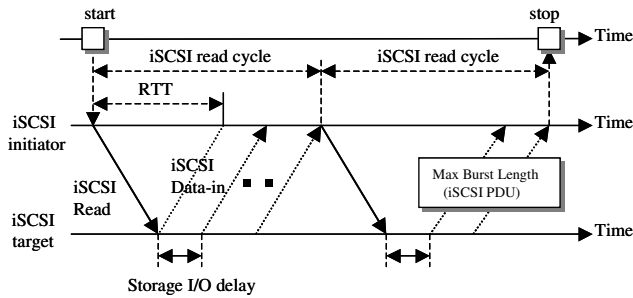 start
stop
Time
iSCSI read cycle
iSCSI read cycle
RTT
iSCSI
initiator
Time
iSCSI
Data-in
iSCSI
Read
Max Burst Length
(iSCSI PDU)
iSCSI
target
Time
Storage I/O delay